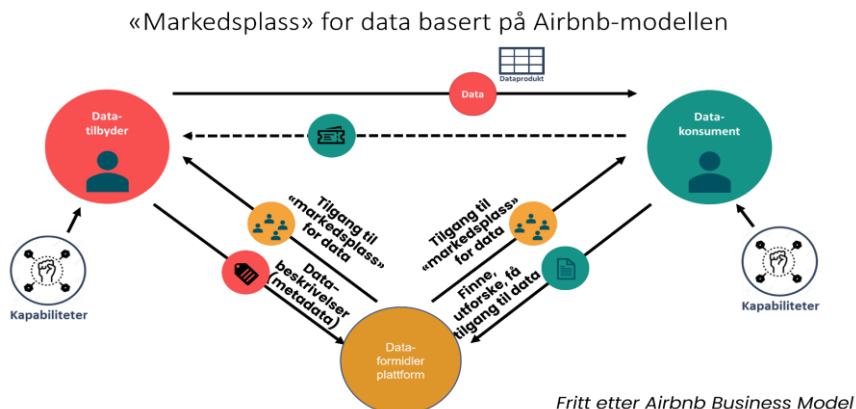 «Markedsplass» for data basert på Airbnb-modellen
Dataprodukt
Data
Data-
tilbyder
Data-
konsument
Tilgang til
«markedsplass»
for data
Tilgang til
«markedsplass»
for data
Data-
beskrivelser
(metadata)
Finne,
utforske, få
tilgang til data
Kapabiliteter
Kapabiliteter
Data-
formidler
plattform
Fritt etter Airbnb Business Model